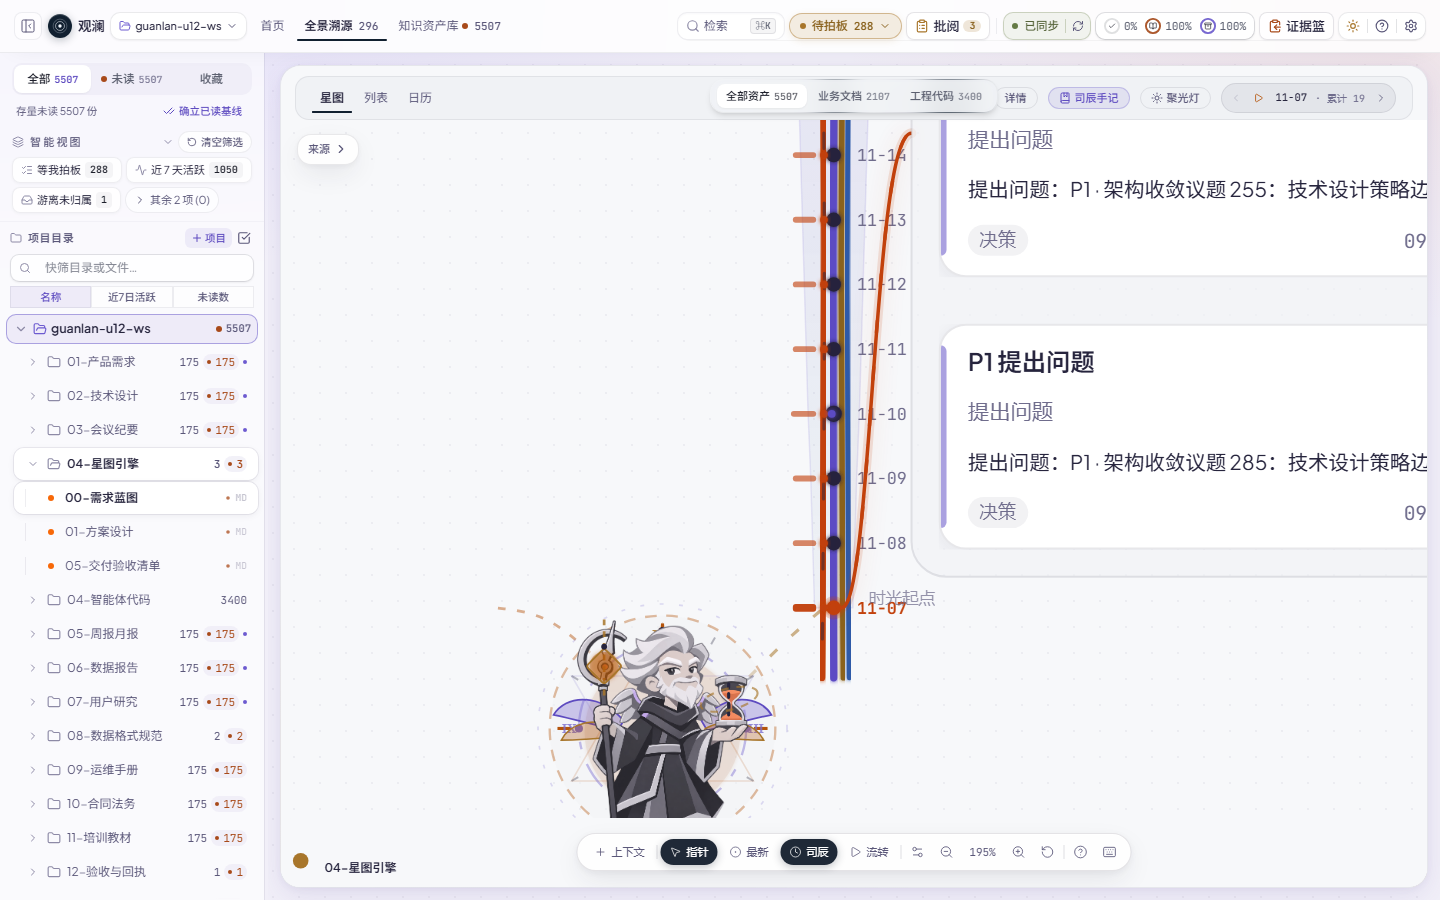 观澜 guanlan-u12-ws 首页 全景溯源 296 知识资产库 5507 检索 ⌘K 待拍板 288 批阅 3 已同步 0% 100% 100% 证据篮
全部 5507 未读 5507 收藏
存量未读 5507 份 确立已读基线
智能视图 清空筛选
等我拍板 288 近 7 天活跃 1050
游离未归属 1 其余 2 项 (0)
项目目录 + 项目
快筛目录或文件...
名称 近7日活跃 未读数
guanlan-u12-ws 5507
01-产品需求 175 175
02-技术设计 175 175
03-会议纪要 175 175
04-星图引擎 3 3
00-需求蓝图 MD
01-方案设计 MD
05-交付验收清单 MD
04-智能体代码 3400
05-周报月报 175 175
06-数据报告 175 175
07-用户研究 175 175
08-数据格式规范 2 2
09-运维手册 175 175
10-合同法务 175 175
11-培训教材 175 175
12-验收与回执 1 1
星图 列表 日历 全部资产 5507 业务文档 2107 工程代码 3400 详情 司辰手记 聚光灯 11-07 · 累计 19
来源
11-14
11-13
11-12
11-11
11-10
11-09
11-08
时光起点
11-07
提出问题
提出问题：P1 · 架构收敛议题 255：技术设计策略边
决策 09
P1 提出问题
提出问题
提出问题：P1 · 架构收敛议题 285：技术设计策略边
决策 09
04-星图引擎
+ 上下文 指针 最新 司辰 流转 195%